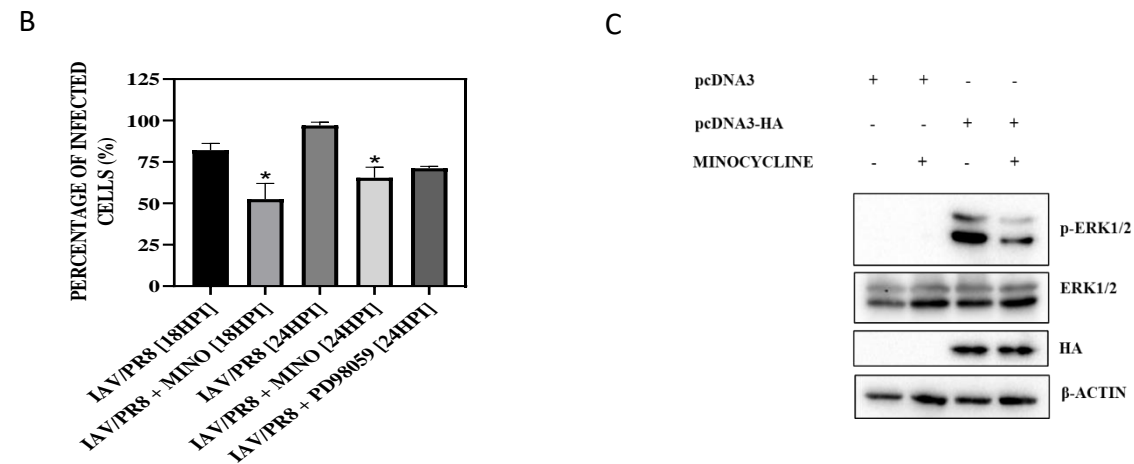 B
PERCENTAGE OF INFECTED
CELLS (%)
125
100
75
50
25
0
*
*
IAV/PR8 [18HPI]
IAV/PR8 + MINO [18HPI]
IAV/PR8 [24HPI]
IAV/PR8 + MINO [24HPI]
IAV/PR8 + PD98059 [24HPI]
C
pcDNA3 + + - -
pcDNA3-HA - - + +
MINOCYCLINE - + - +
p-ERK1/2
ERK1/2
HA
β-ACTIN